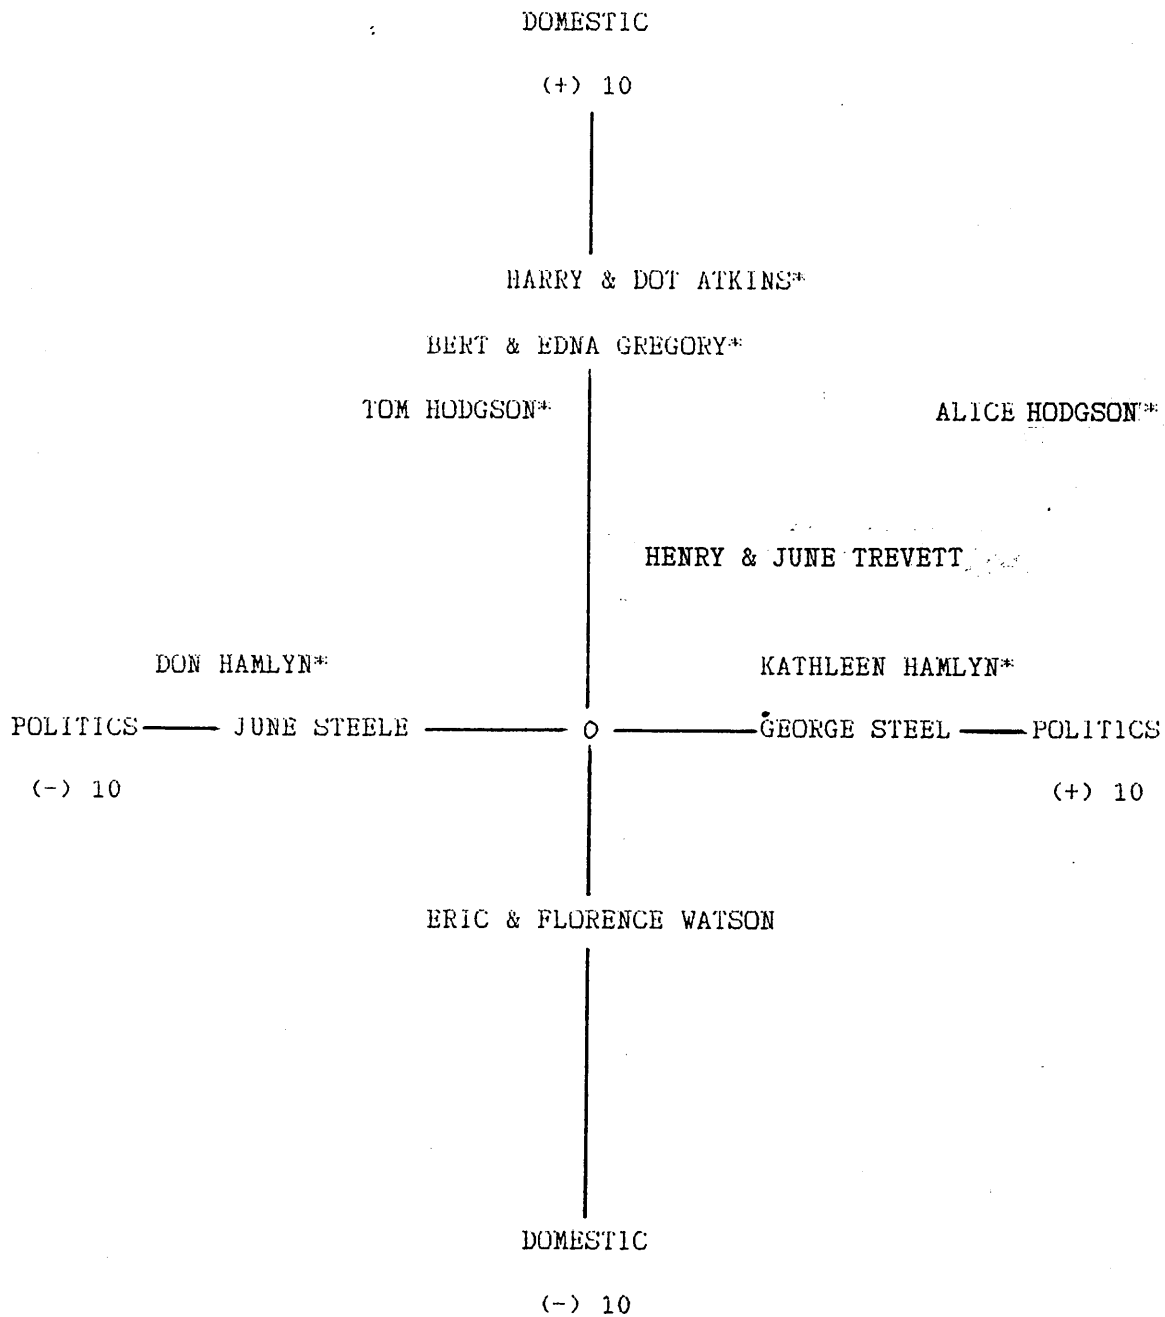 DOMESTIC
(+) 10
HARRY & DOT ATKINS*
BERT & EDNA GREGORY*
TOM HODGSON* ALICE HODGSON*
HENRY & JUNE TREVETT
DON HAMLYN* KATHLEEN HAMLYN*
POLITICS JUNE STEELE O GEORGE STEEL POLITICS
(-) 10 (+) 10
ERIC & FLORENCE WATSON
DOMESTIC
(-) 10